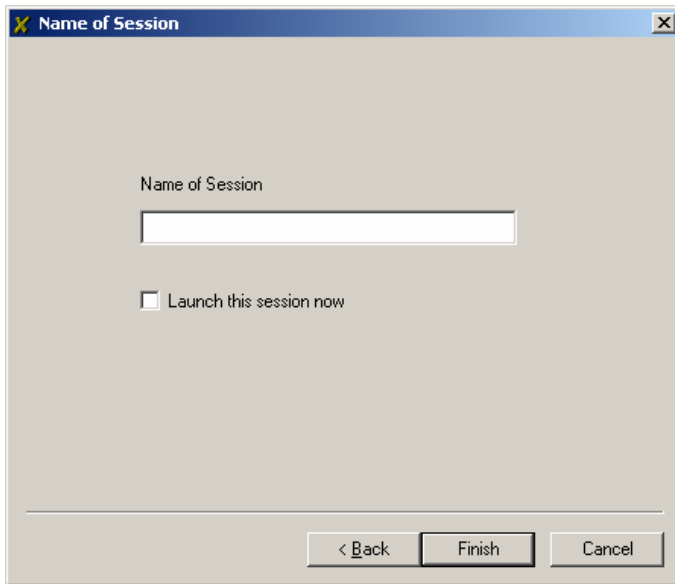 Name of Session
Name of Session
Launch this session now
< Back
Finish
Cancel